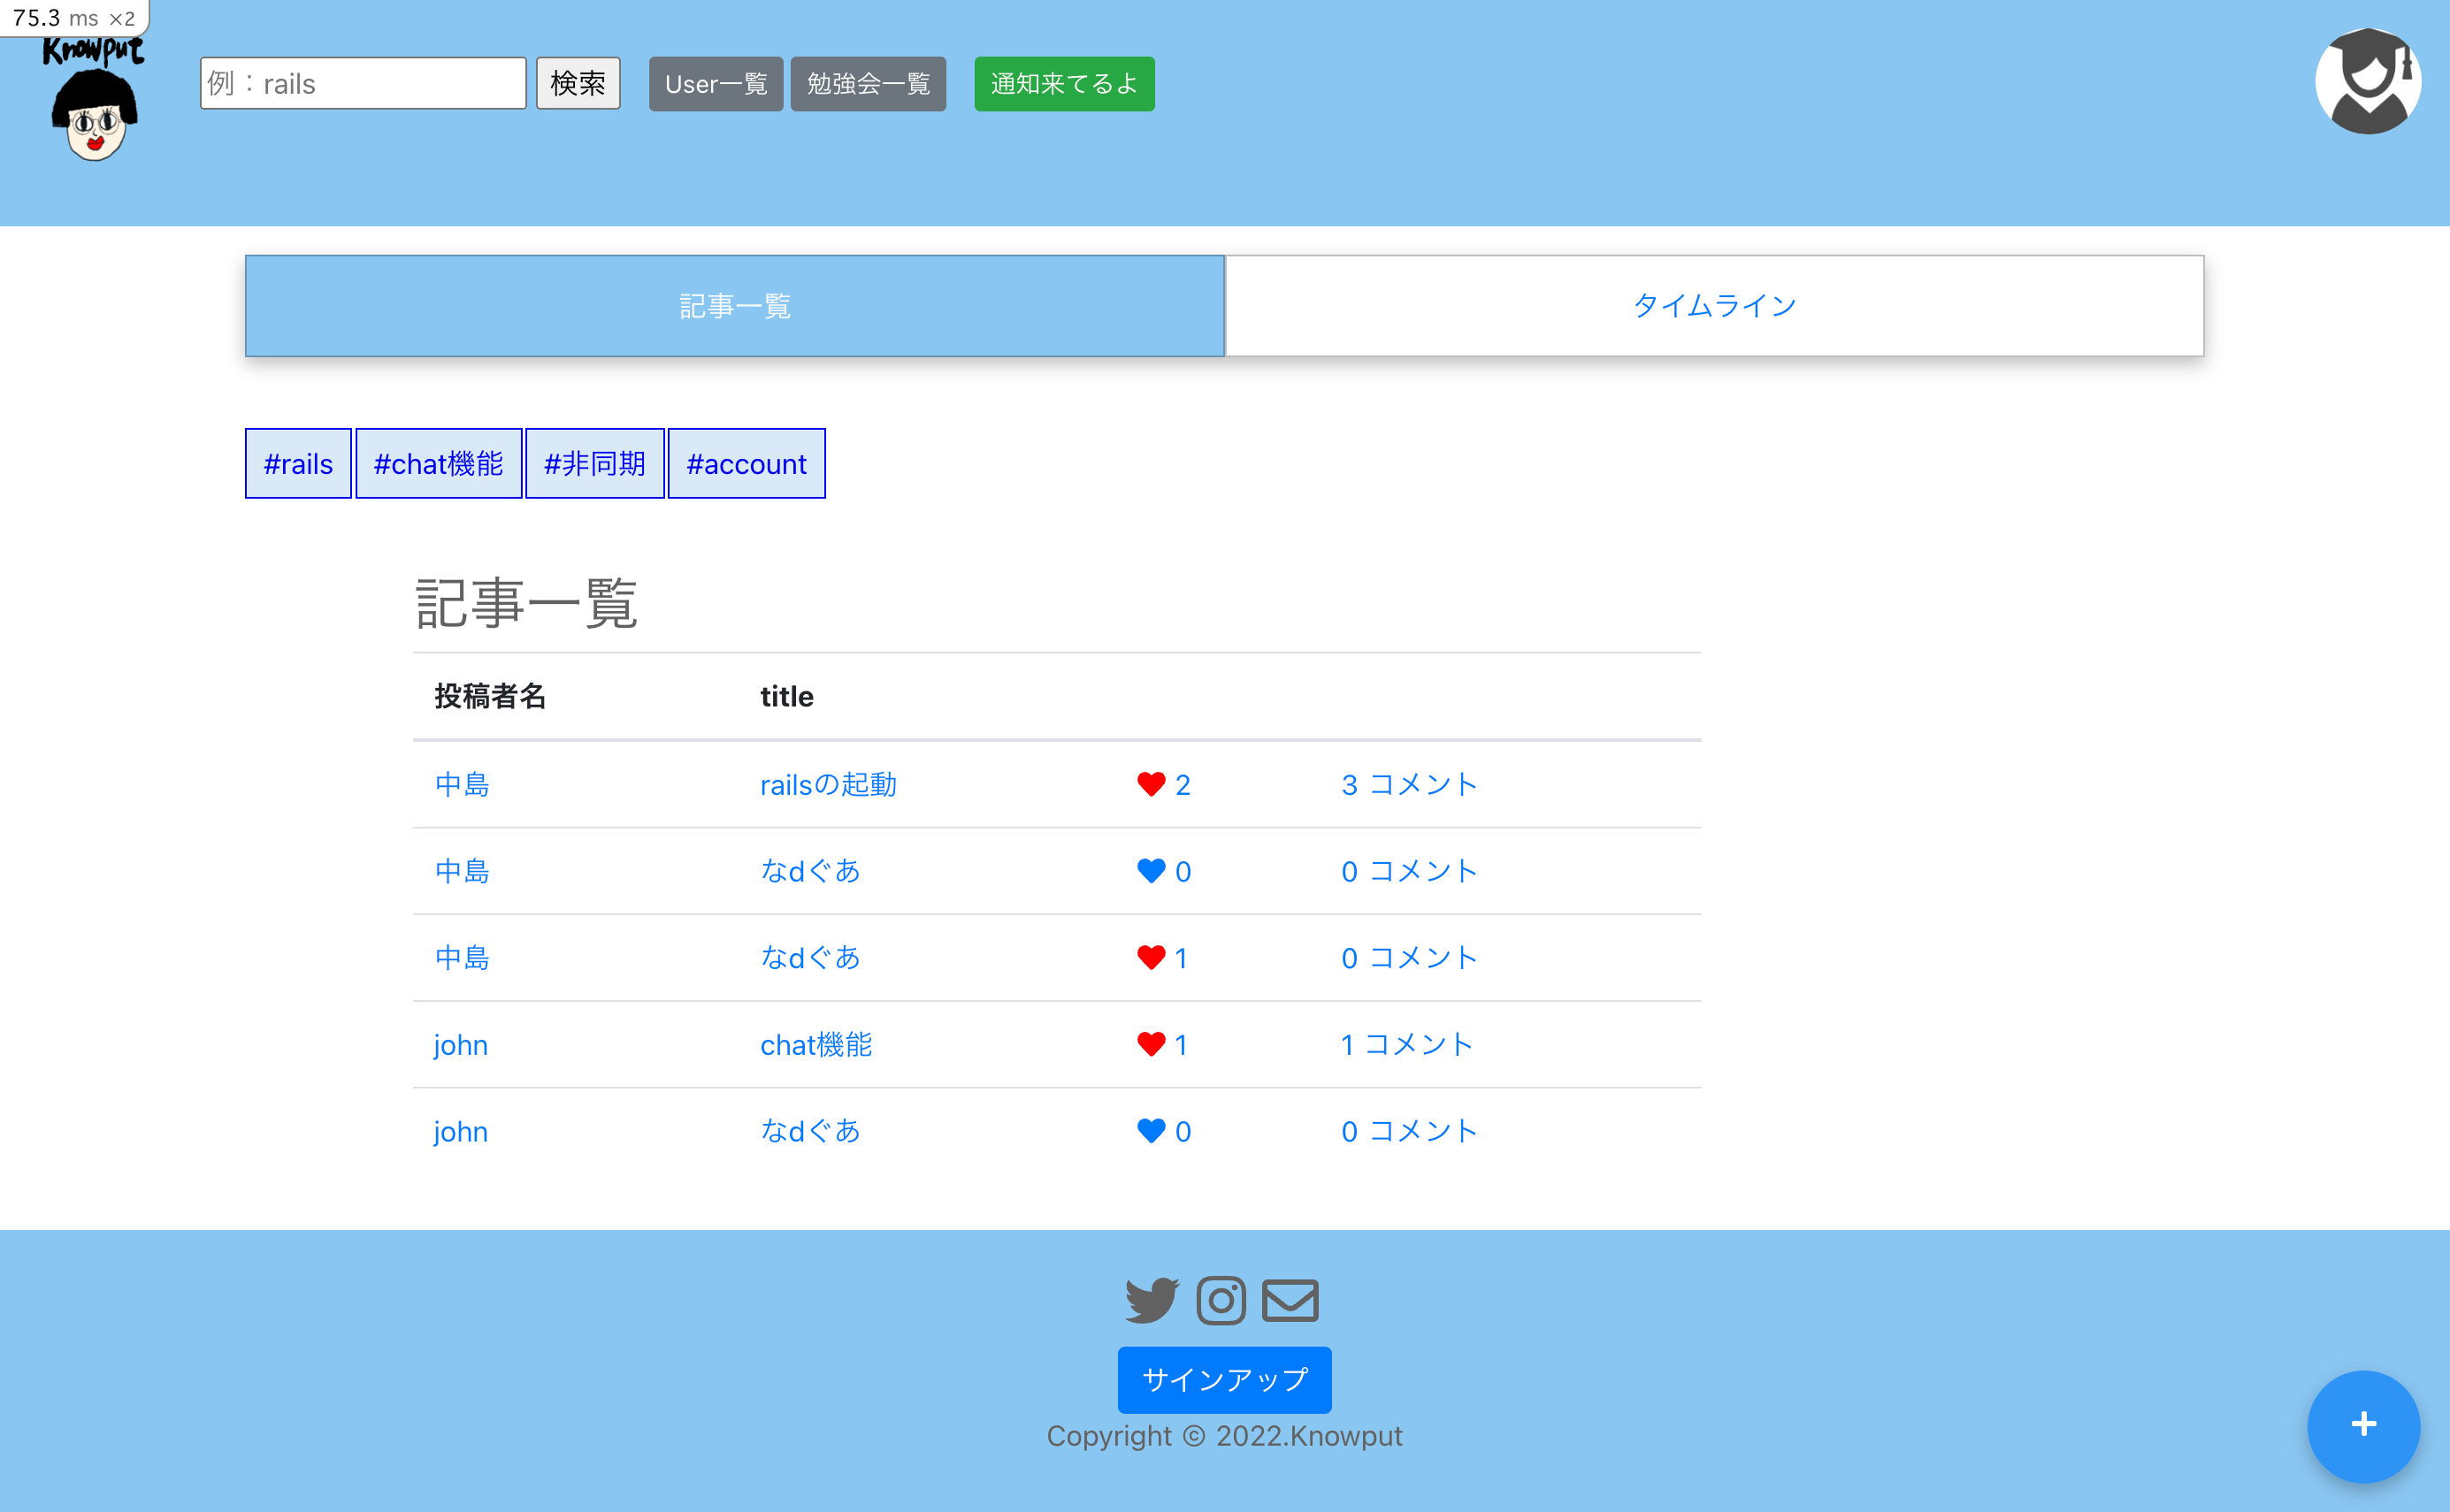 75.3 ms ×2
Knowput
例：rails 検索 User一覧 勉強会一覧 通知来てるよ
記事一覧 タイムライン
#rails #chat機能 #非同期 #account
記事一覧
投稿者名 title
中島 railsの起動 2 3 コメント
中島 なdぐあ 0 0 コメント
中島 なdぐあ 1 0 コメント
john chat機能 1 1 コメント
john なdぐあ 0 0 コメント
サインアップ
Copyright © 2022.Knowput
+